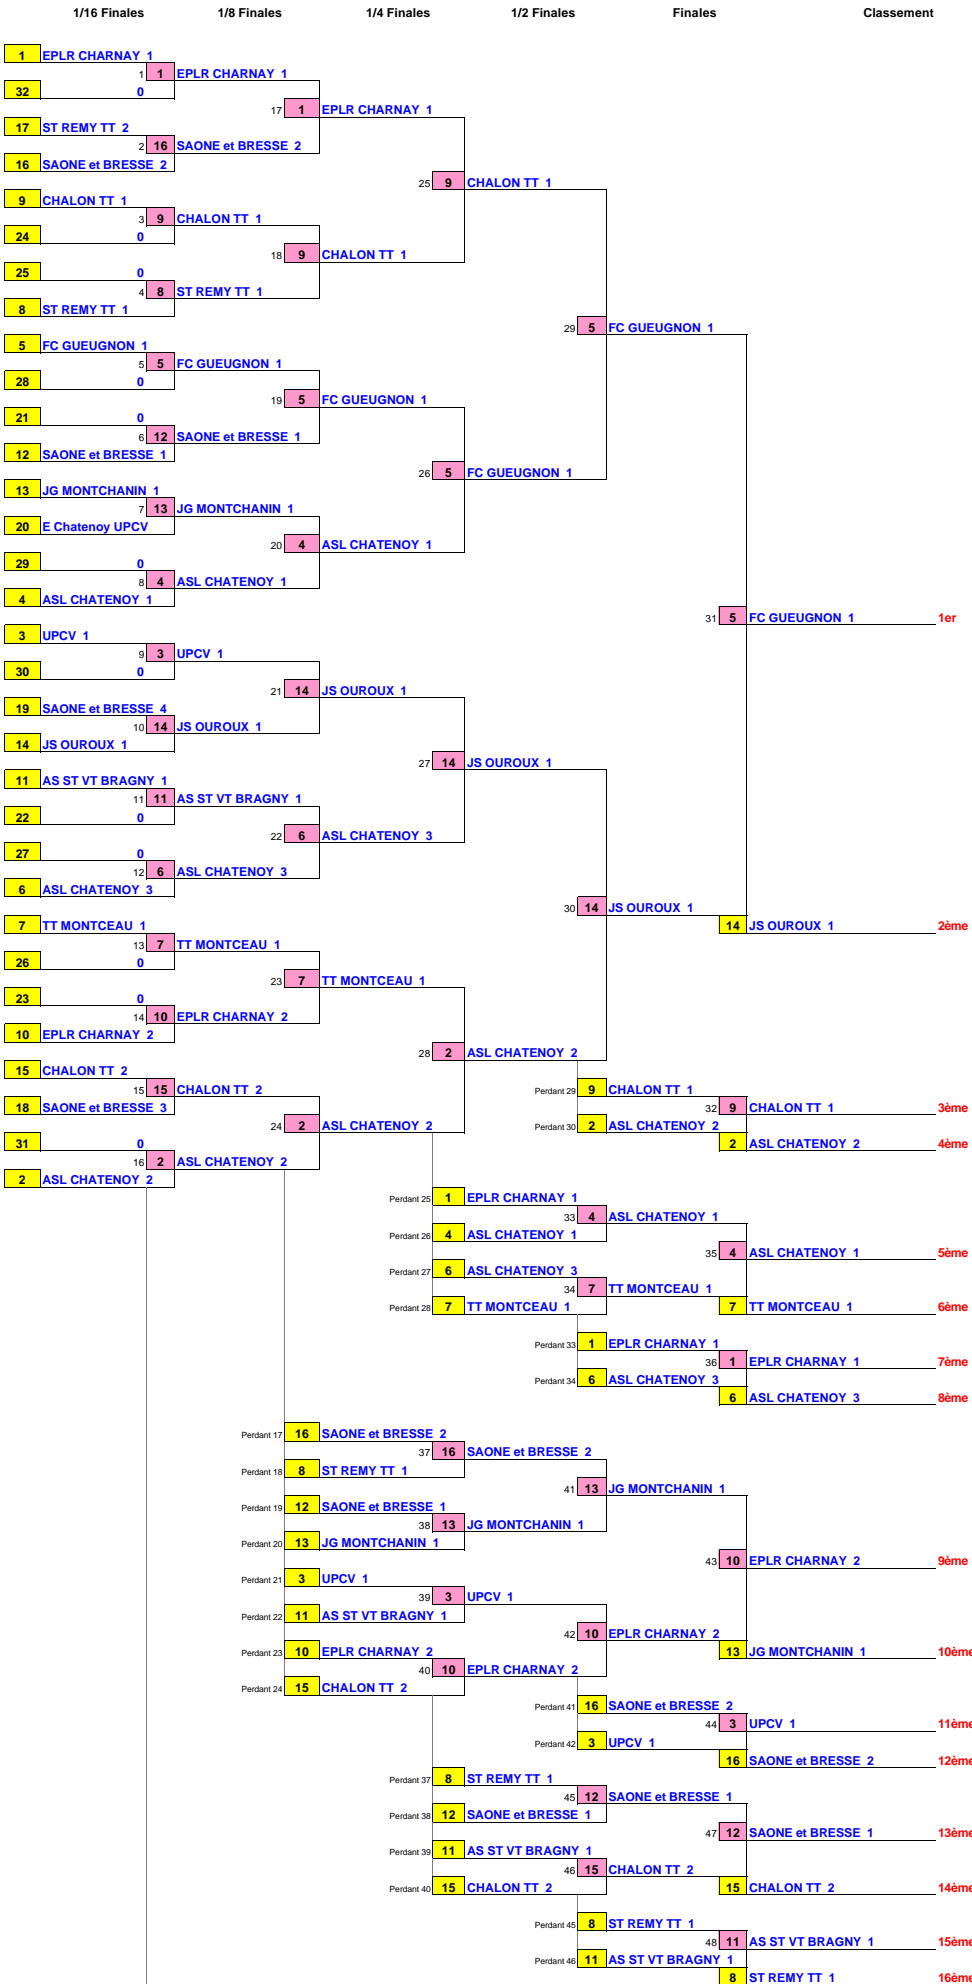 1/16 Finales 1/8 Finales 1/4 Finales 1/2 Finales Finales Classement
1 EPLR CHARNAY 1
1 1 EPLR CHARNAY 1
32 0
17 1 EPLR CHARNAY 1
17 ST REMY TT 2
2 16 SAONE et BRESSE 2
16 SAONE et BRESSE 2
25 9 CHALON TT 1
9 CHALON TT 1
3 9 CHALON TT 1
24 0
18 9 CHALON TT 1
25 0
4 8 ST REMY TT 1
8 ST REMY TT 1
29 5 FC GUEUGNON 1
5 FC GUEUGNON 1
5 5 FC GUEUGNON 1
28 0
19 5 FC GUEUGNON 1
21 0
6 12 SAONE et BRESSE 1
12 SAONE et BRESSE 1
26 5 FC GUEUGNON 1
13 JG MONTCHANIN 1
7 13 JG MONTCHANIN 1
20 E Chatenoy UPCV
20 4 ASL CHATENOY 1
29 0
8 4 ASL CHATENOY 1
4 ASL CHATENOY 1
31 5 FC GUEUGNON 1 1er
3 UPCV 1
9 3 UPCV 1
30 0
21 14 JS OUROUX 1
19 SAONE et BRESSE 4
10 14 JS OUROUX 1
14 JS OUROUX 1
27 14 JS OUROUX 1
11 AS ST VT BRAGNY 1
11 11 AS ST VT BRAGNY 1
22 0
22 6 ASL CHATENOY 3
27 0
12 6 ASL CHATENOY 3
6 ASL CHATENOY 3
30 14 JS OUROUX 1
7 TT MONTCEAU 1 14 JS OUROUX 1 2ème
13 7 TT MONTCEAU 1
26 0
23 7 TT MONTCEAU 1
23 0
14 10 EPLR CHARNAY 2
10 EPLR CHARNAY 2
28 2 ASL CHATENOY 2
15 CHALON TT 2
15 15 CHALON TT 2 Perdant 29 9 CHALON TT 1
18 SAONE et BRESSE 3 32 9 CHALON TT 1 3ème
24 2 ASL CHATENOY 2 Perdant 30 2 ASL CHATENOY 2
31 0 2 ASL CHATENOY 2 4ème
16 2 ASL CHATENOY 2
2 ASL CHATENOY 2
Perdant 25 1 EPLR CHARNAY 1
33 4 ASL CHATENOY 1
Perdant 26 4 ASL CHATENOY 1
35 4 ASL CHATENOY 1 5ème
Perdant 27 6 ASL CHATENOY 3
34 7 TT MONTCEAU 1
Perdant 28 7 TT MONTCEAU 1 7 TT MONTCEAU 1 6ème
Perdant 33 1 EPLR CHARNAY 1
36 1 EPLR CHARNAY 1 7ème
Perdant 34 6 ASL CHATENOY 3
6 ASL CHATENOY 3 8ème
Perdant 17 16 SAONE et BRESSE 2
37 16 SAONE et BRESSE 2
Perdant 18 8 ST REMY TT 1
41 13 JG MONTCHANIN 1
Perdant 19 12 SAONE et BRESSE 1
38 13 JG MONTCHANIN 1
Perdant 20 13 JG MONTCHANIN 1
43 10 EPLR CHARNAY 2 9ème
Perdant 21 3 UPCV 1
39 3 UPCV 1
Perdant 22 11 AS ST VT BRAGNY 1
42 10 EPLR CHARNAY 2
Perdant 23 10 EPLR CHARNAY 2 13 JG MONTCHANIN 1 10ème
40 10 EPLR CHARNAY 2
Perdant 24 15 CHALON TT 2
Perdant 41 16 SAONE et BRESSE 2
44 3 UPCV 1 11ème
Perdant 42 3 UPCV 1
16 SAONE et BRESSE 2 12ème
Perdant 37 8 ST REMY TT 1
45 12 SAONE et BRESSE 1
Perdant 38 12 SAONE et BRESSE 1
47 12 SAONE et BRESSE 1 13ème
Perdant 39 11 AS ST VT BRAGNY 1
46 15 CHALON TT 2
Perdant 40 15 CHALON TT 2 15 CHALON TT 2 14ème
Perdant 45 8 ST REMY TT 1
48 11 AS ST VT BRAGNY 1 15ème
Perdant 46 11 AS ST VT BRAGNY 1
8 ST REMY TT 1 16ème